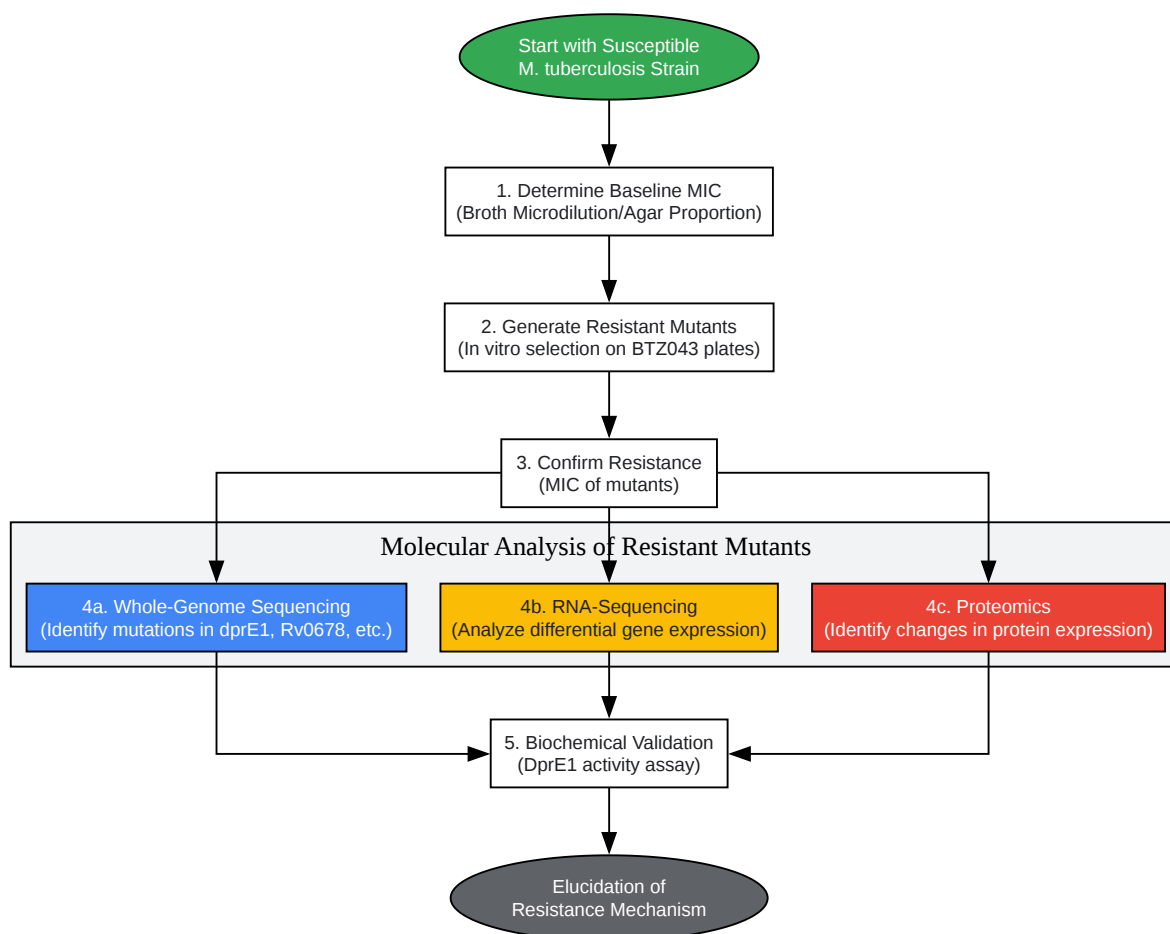 Start with Susceptible
M. tuberculosis Strain
1. Determine Baseline MIC
(Broth Microdilution/Agar Proportion)
2. Generate Resistant Mutants
(In vitro selection on BTZ043 plates)
3. Confirm Resistance
(MIC of mutants)
Molecular Analysis of Resistant Mutants
4a. Whole-Genome Sequencing
(Identify mutations in dprE1, Rv0678, etc.)
4b. RNA-Sequencing
(Analyze differential gene expression)
4c. Proteomics
(Identify changes in protein expression)
5. Biochemical Validation
(DprE1 activity assay)
Elucidation of
Resistance Mechanism